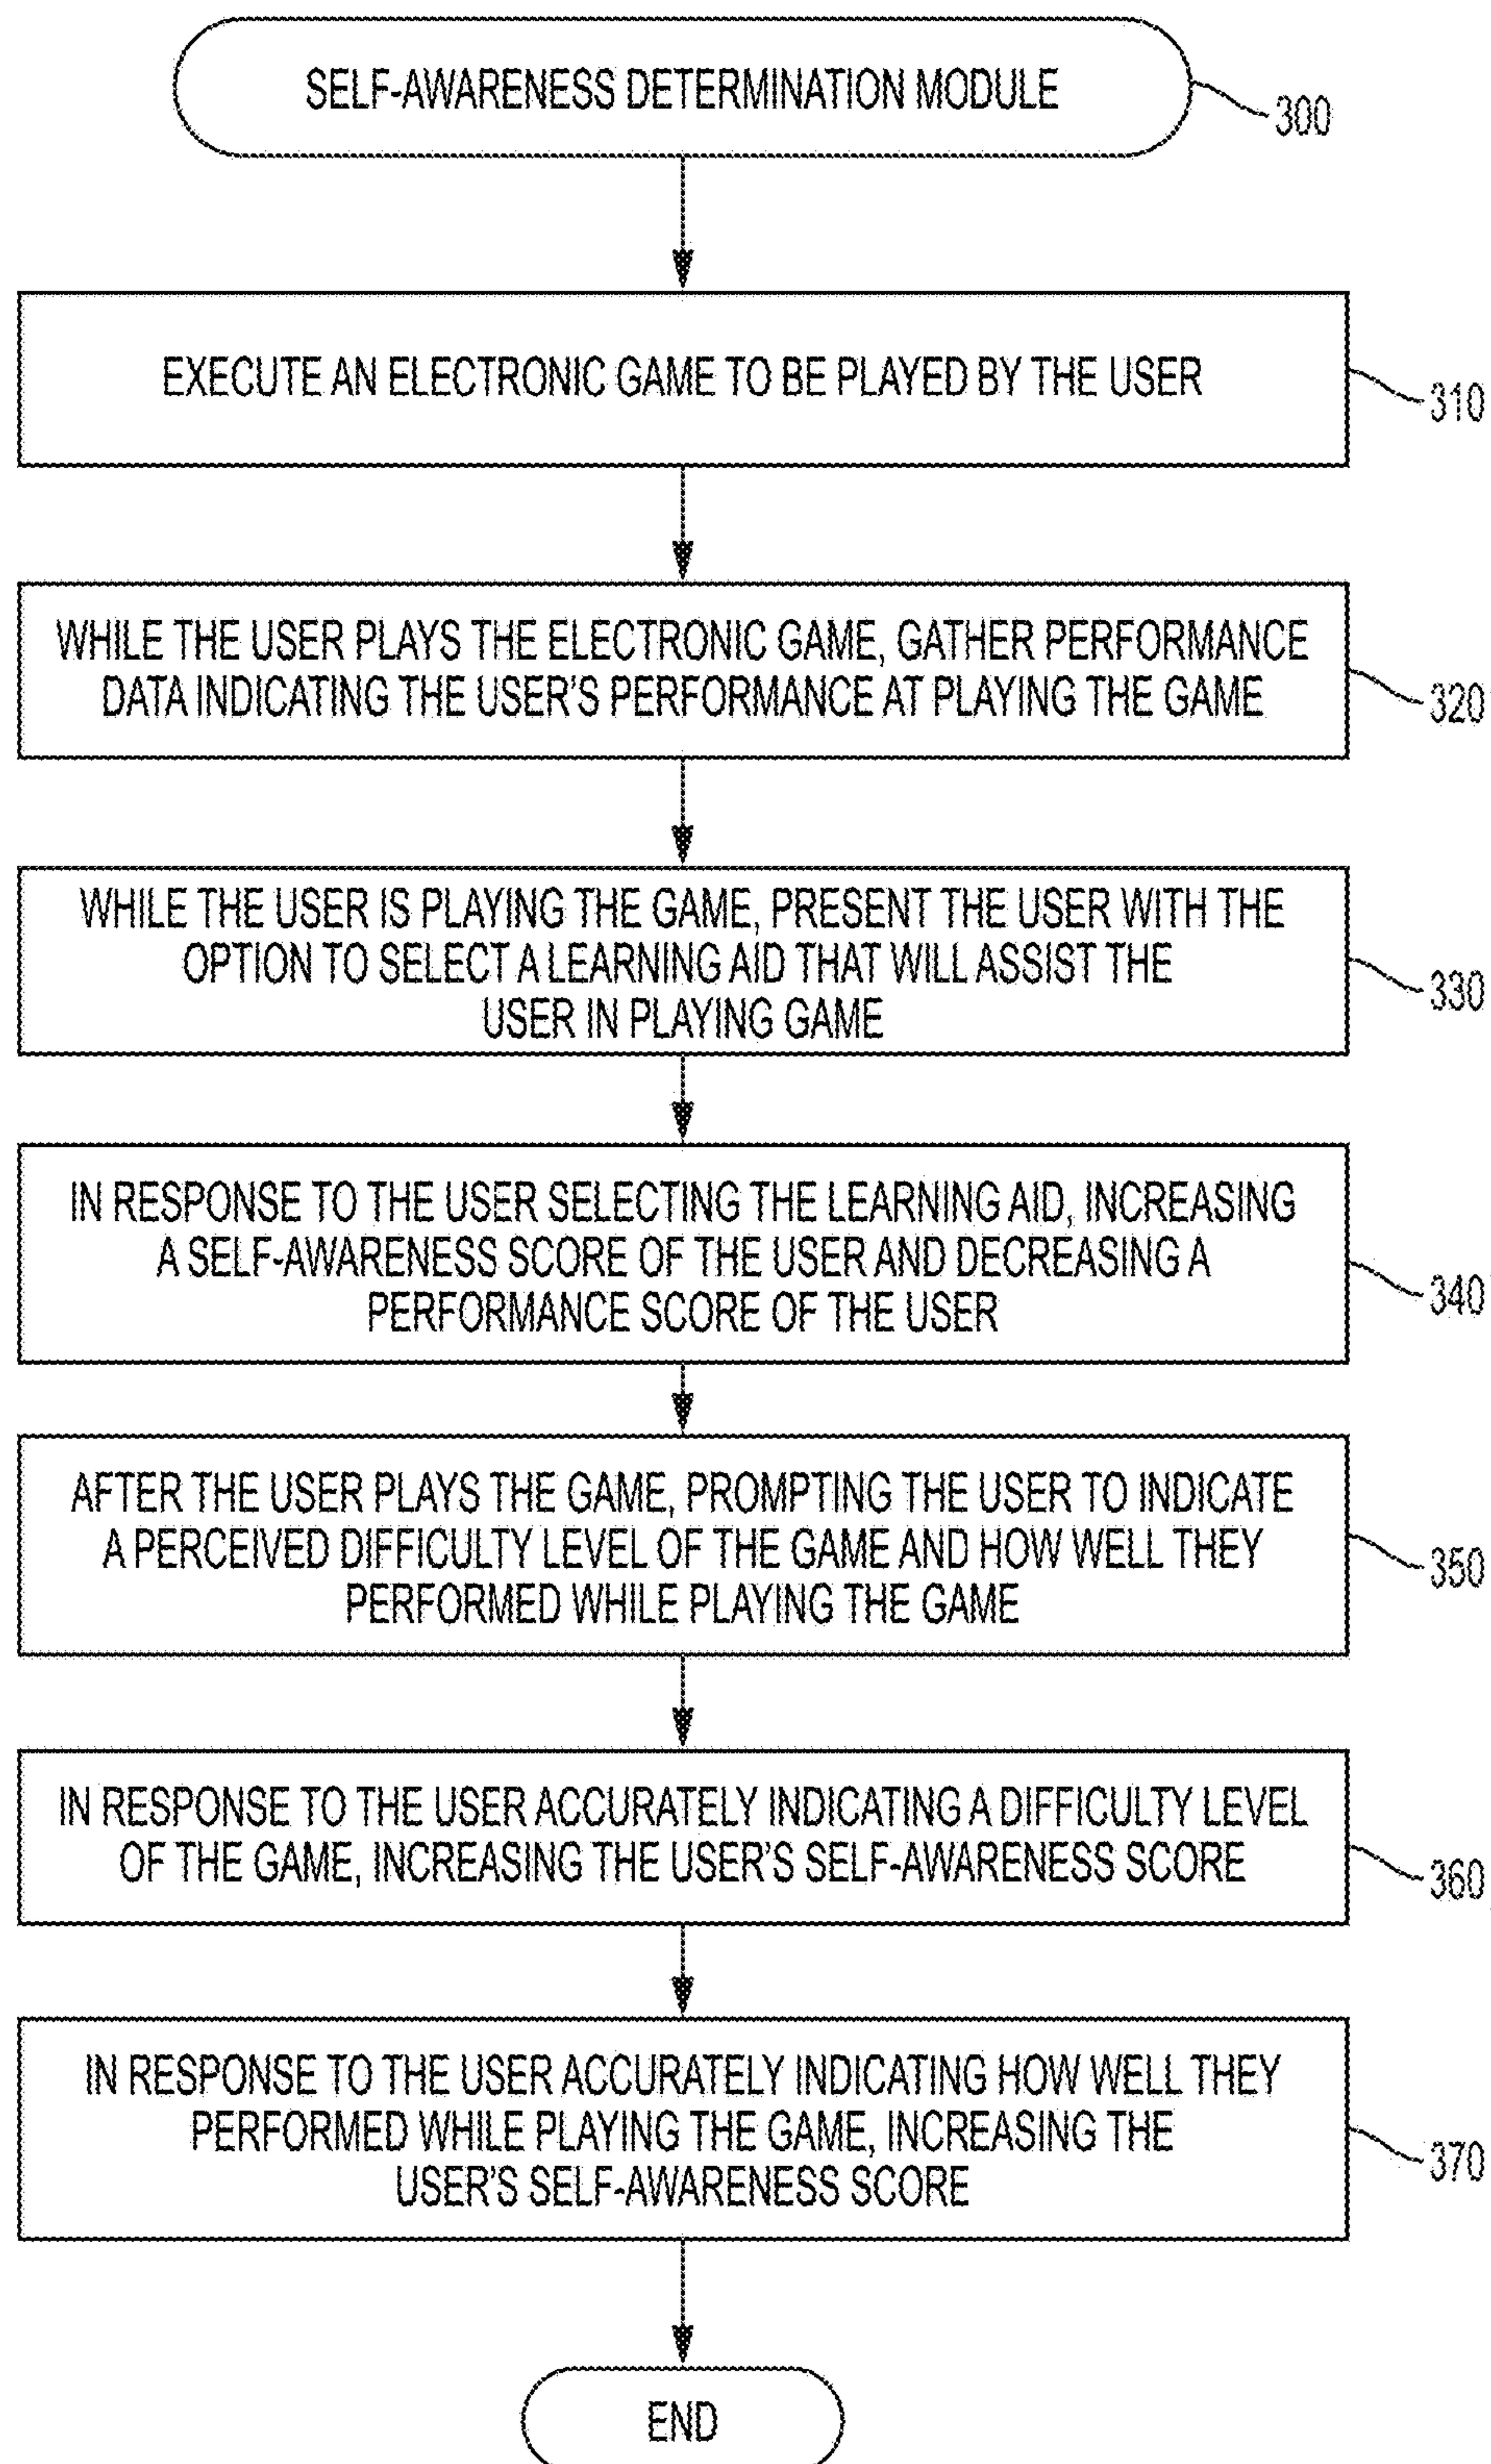 SELF-AWARENESS DETERMINATION MODULE
300
EXECUTE AN ELECTRONIC GAME TO BE PLAYED BY THE USER
310
WHILE THE USER PLAYS THE ELECTRONIC GAME, GATHER PERFORMANCE
DATA INDICATING THE USER'S PERFORMANCE AT PLAYING THE GAME
320
WHILE THE USER IS PLAYING THE GAME, PRESENT THE USER WITH THE
OPTION TO SELECT A LEARNING AID THAT WILL ASSIST THE
USER IN PLAYING GAME
330
IN RESPONSE TO THE USER SELECTING THE LEARNING AID, INCREASING
A SELF-AWARENESS SCORE OF THE USER AND DECREASING A
PERFORMANCE SCORE OF THE USER
340
AFTER THE USER PLAYS THE GAME, PROMPTING THE USER TO INDICATE
A PERCEIVED DIFFICULTY LEVEL OF THE GAME AND HOW WELL THEY
PERFORMED WHILE PLAYING THE GAME
350
IN RESPONSE TO THE USER ACCURATELY INDICATING A DIFFICULTY LEVEL
OF THE GAME, INCREASING THE USER'S SELF-AWARENESS SCORE
360
IN RESPONSE TO THE USER ACCURATELY INDICATING HOW WELL THEY
PERFORMED WHILE PLAYING THE GAME, INCREASING THE
USER'S SELF-AWARENESS SCORE
370
END